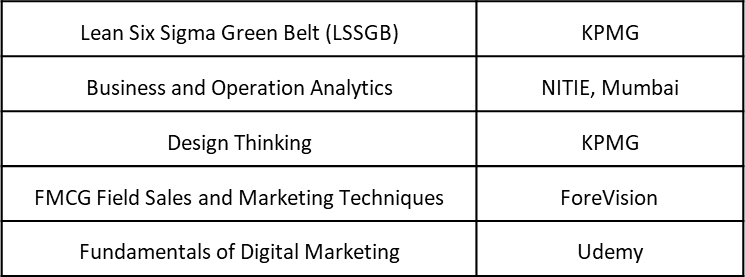 Lean Six Sigma Green Belt (LSSGB) KPMG
Business and Operation Analytics NITIE, Mumbai
Design Thinking KPMG
FMCG Field Sales and Marketing Techniques ForeVision
Fundamentals of Digital Marketing Udemy